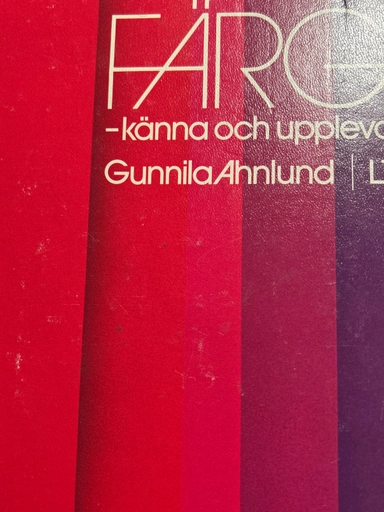 FÄRG
–känna och uppleva
Gunnila Ahnlund | L